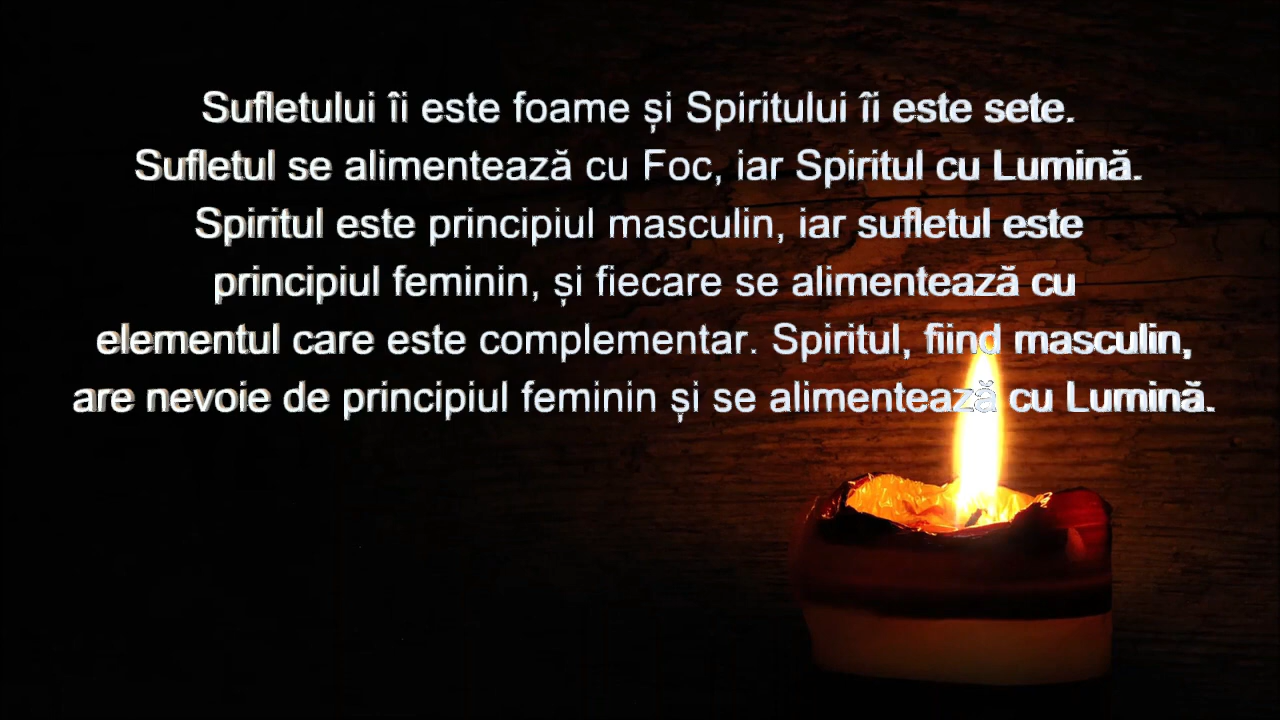 Sufletului îi este foame și Spiritului îi este sete.
Sufletul se alimentează cu Foc, iar Spiritul cu Lumină.
Spiritul este principiul masculin, iar sufletul este
principiul feminin, și fiecare se alimentează cu
elementul care este complementar. Spiritul, fiind masculin,
are nevoie de principiul feminin și se alimentează cu Lumină.